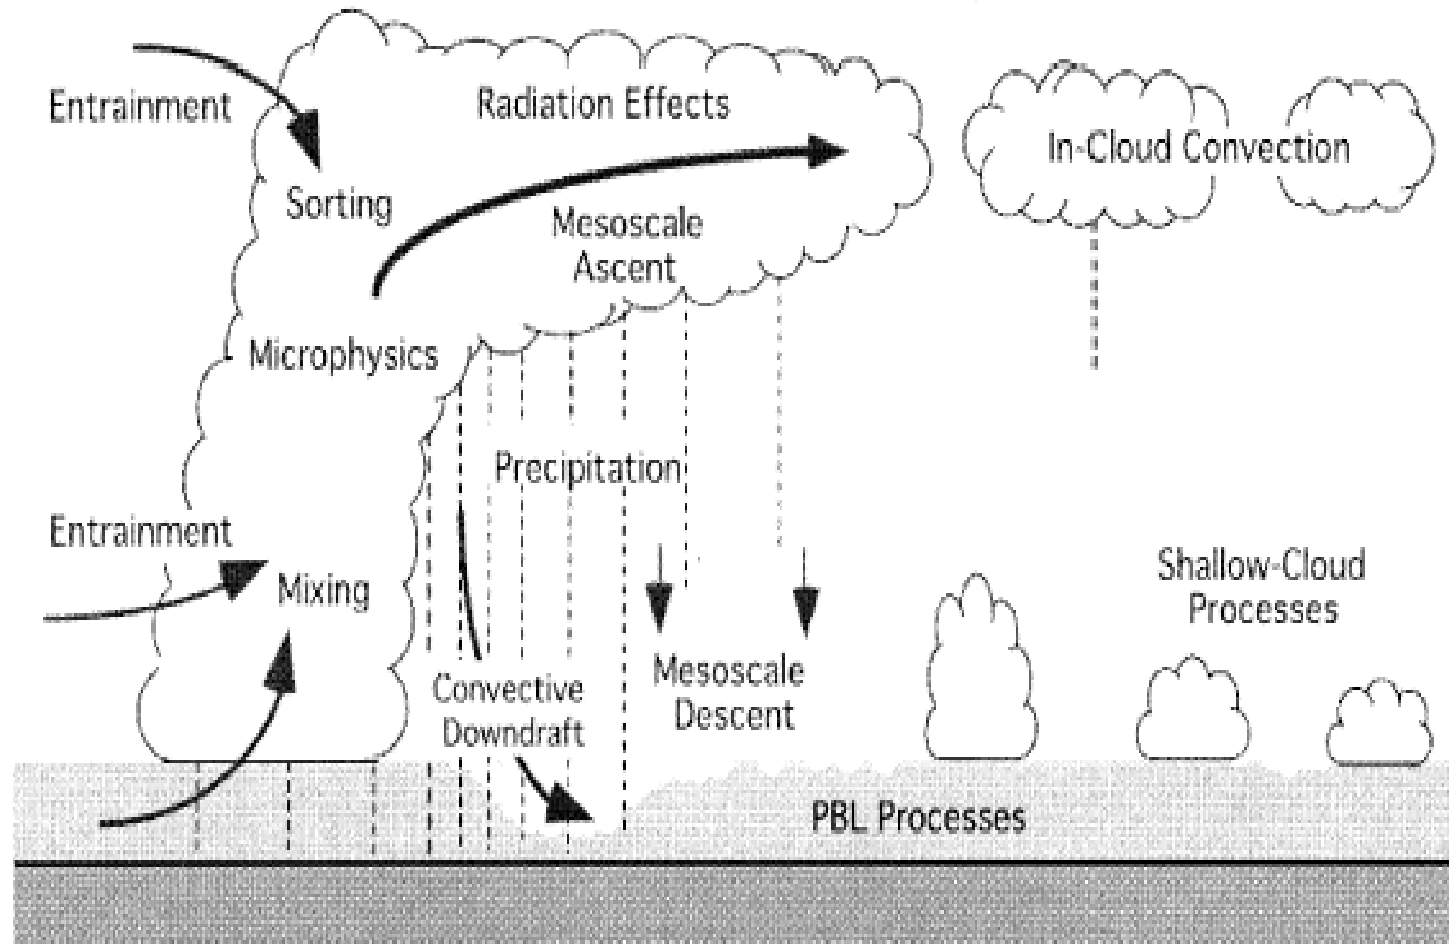 Entrainment
Radiation Effects
In-Cloud Convection
Sorting
Mesoscale
Ascent
Microphysics
Precipitation
Entrainment
Mixing
Shallow-Cloud
Processes
Convective
Downdraft
Mesoscale
Descent
PBL Processes